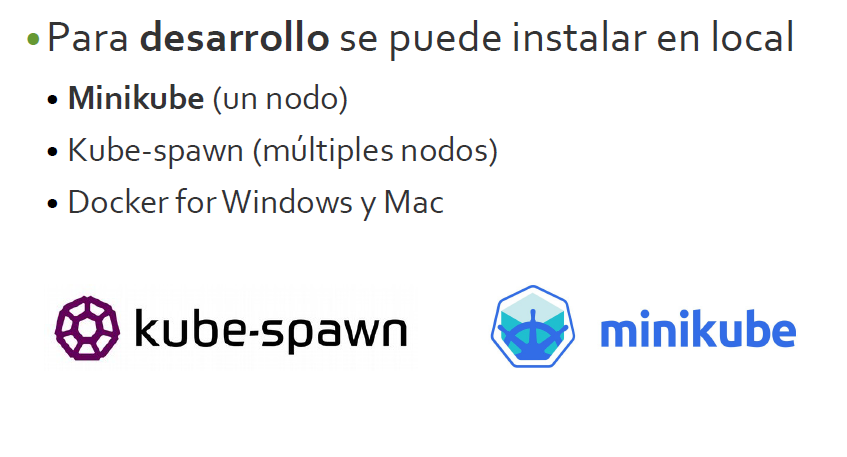 •Para desarrollo se puede instalar en local
• Minikube (un nodo)
• Kube-spawn (múltiples nodos)
• Docker for Windows y Mac
kube-spawn minikube